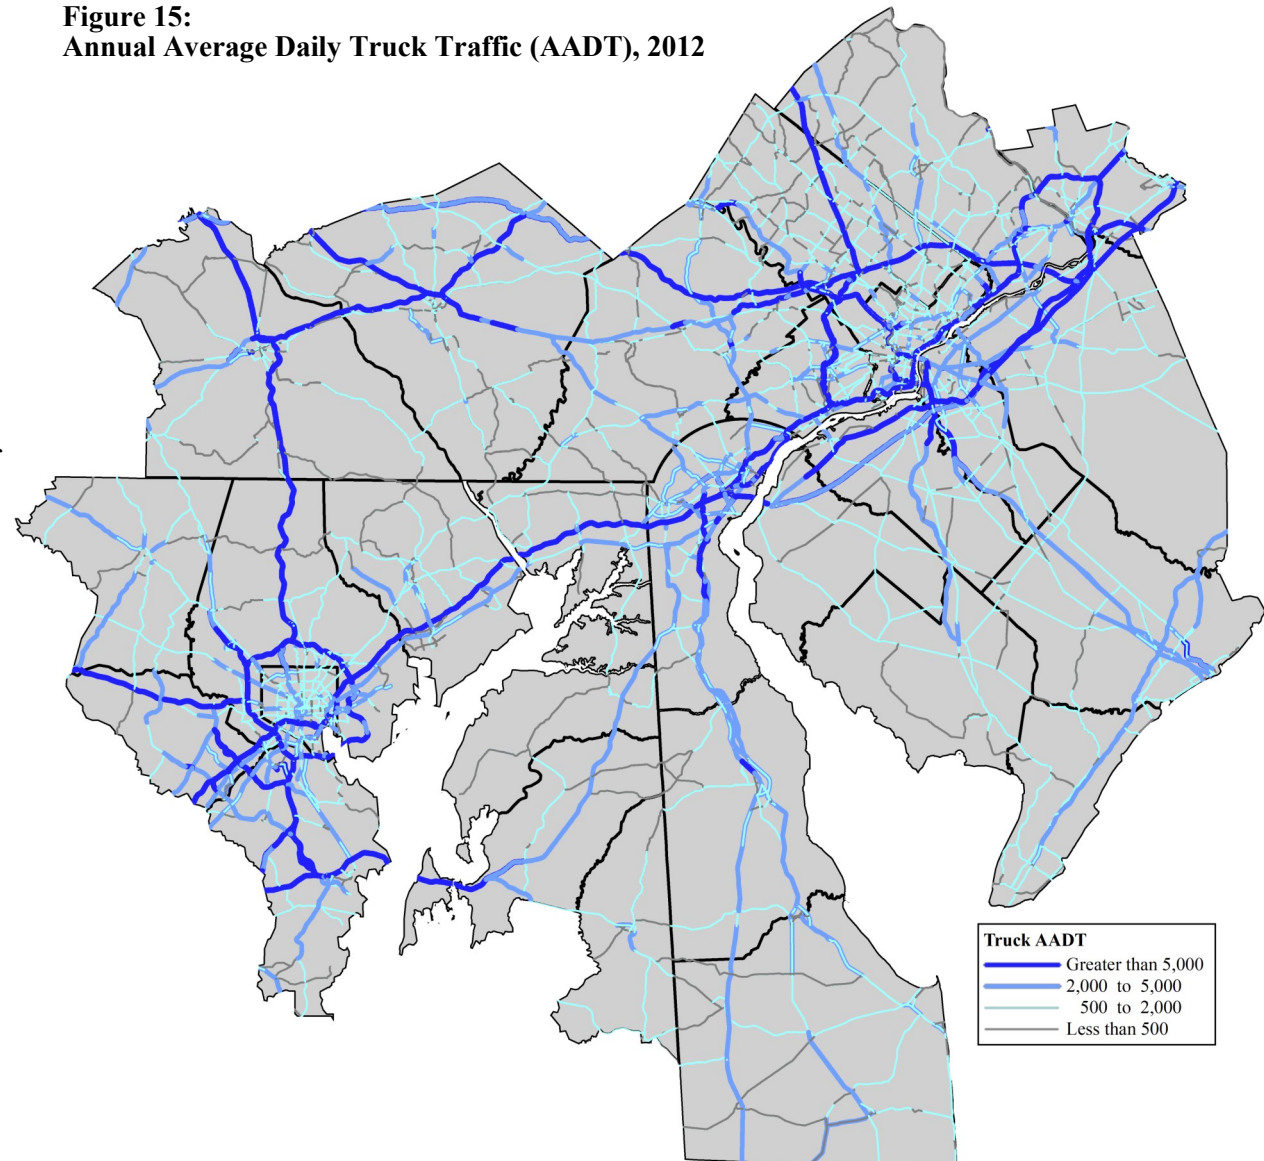 Figure 15:
Annual Average Daily Truck Traffic (AADT), 2012
Truck AADT
Greater than 5,000
2,000 to 5,000
500 to 2,000
Less than 500